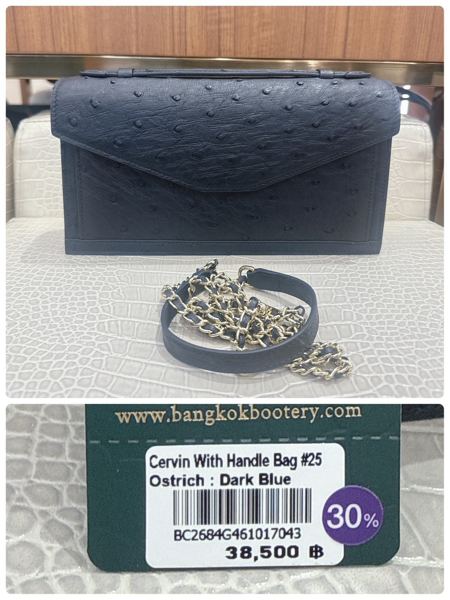 www.bangkokbootery.com
Cervin With Handle Bag #25
Ostrich : Dark Blue
BC2684G461017043
38,500 ฿
30%